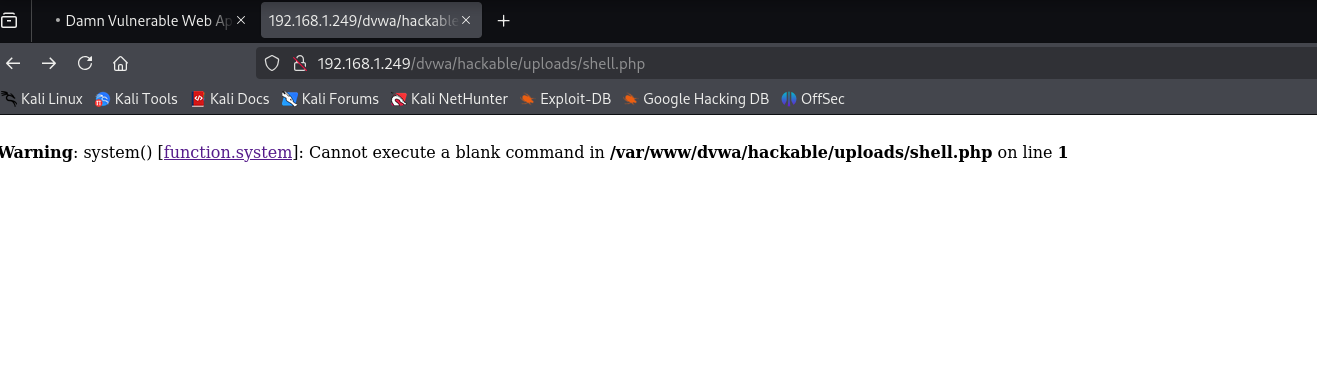 Damn Vulnerable Web Ap
192.168.1.249/dvwa/hackable
192.168.1.249/dvwa/hackable/uploads/shell.php
Kali Linux Kali Tools Kali Docs Kali Forums Kali NetHunter Exploit-DB Google Hacking DB OffSec
Warning: system() [function.system]: Cannot execute a blank command in /var/www/dvwa/hackable/uploads/shell.php on line 1